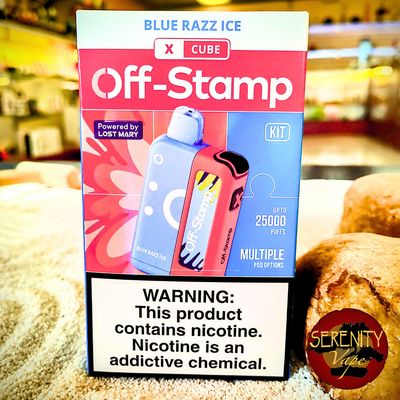 BLUE RAZZ ICE
X CUBE
Off-Stamp
Powered by
LOST MARY
KIT
UP TO
25000
PUFFS
MULTIPLE
POD OPTIONS
Off-Stamp
BLUE RAZZ ICE
Off-Stamp
WARNING:
This product
contains nicotine.
Nicotine is an
addictive chemical.
SERENITY
Vape